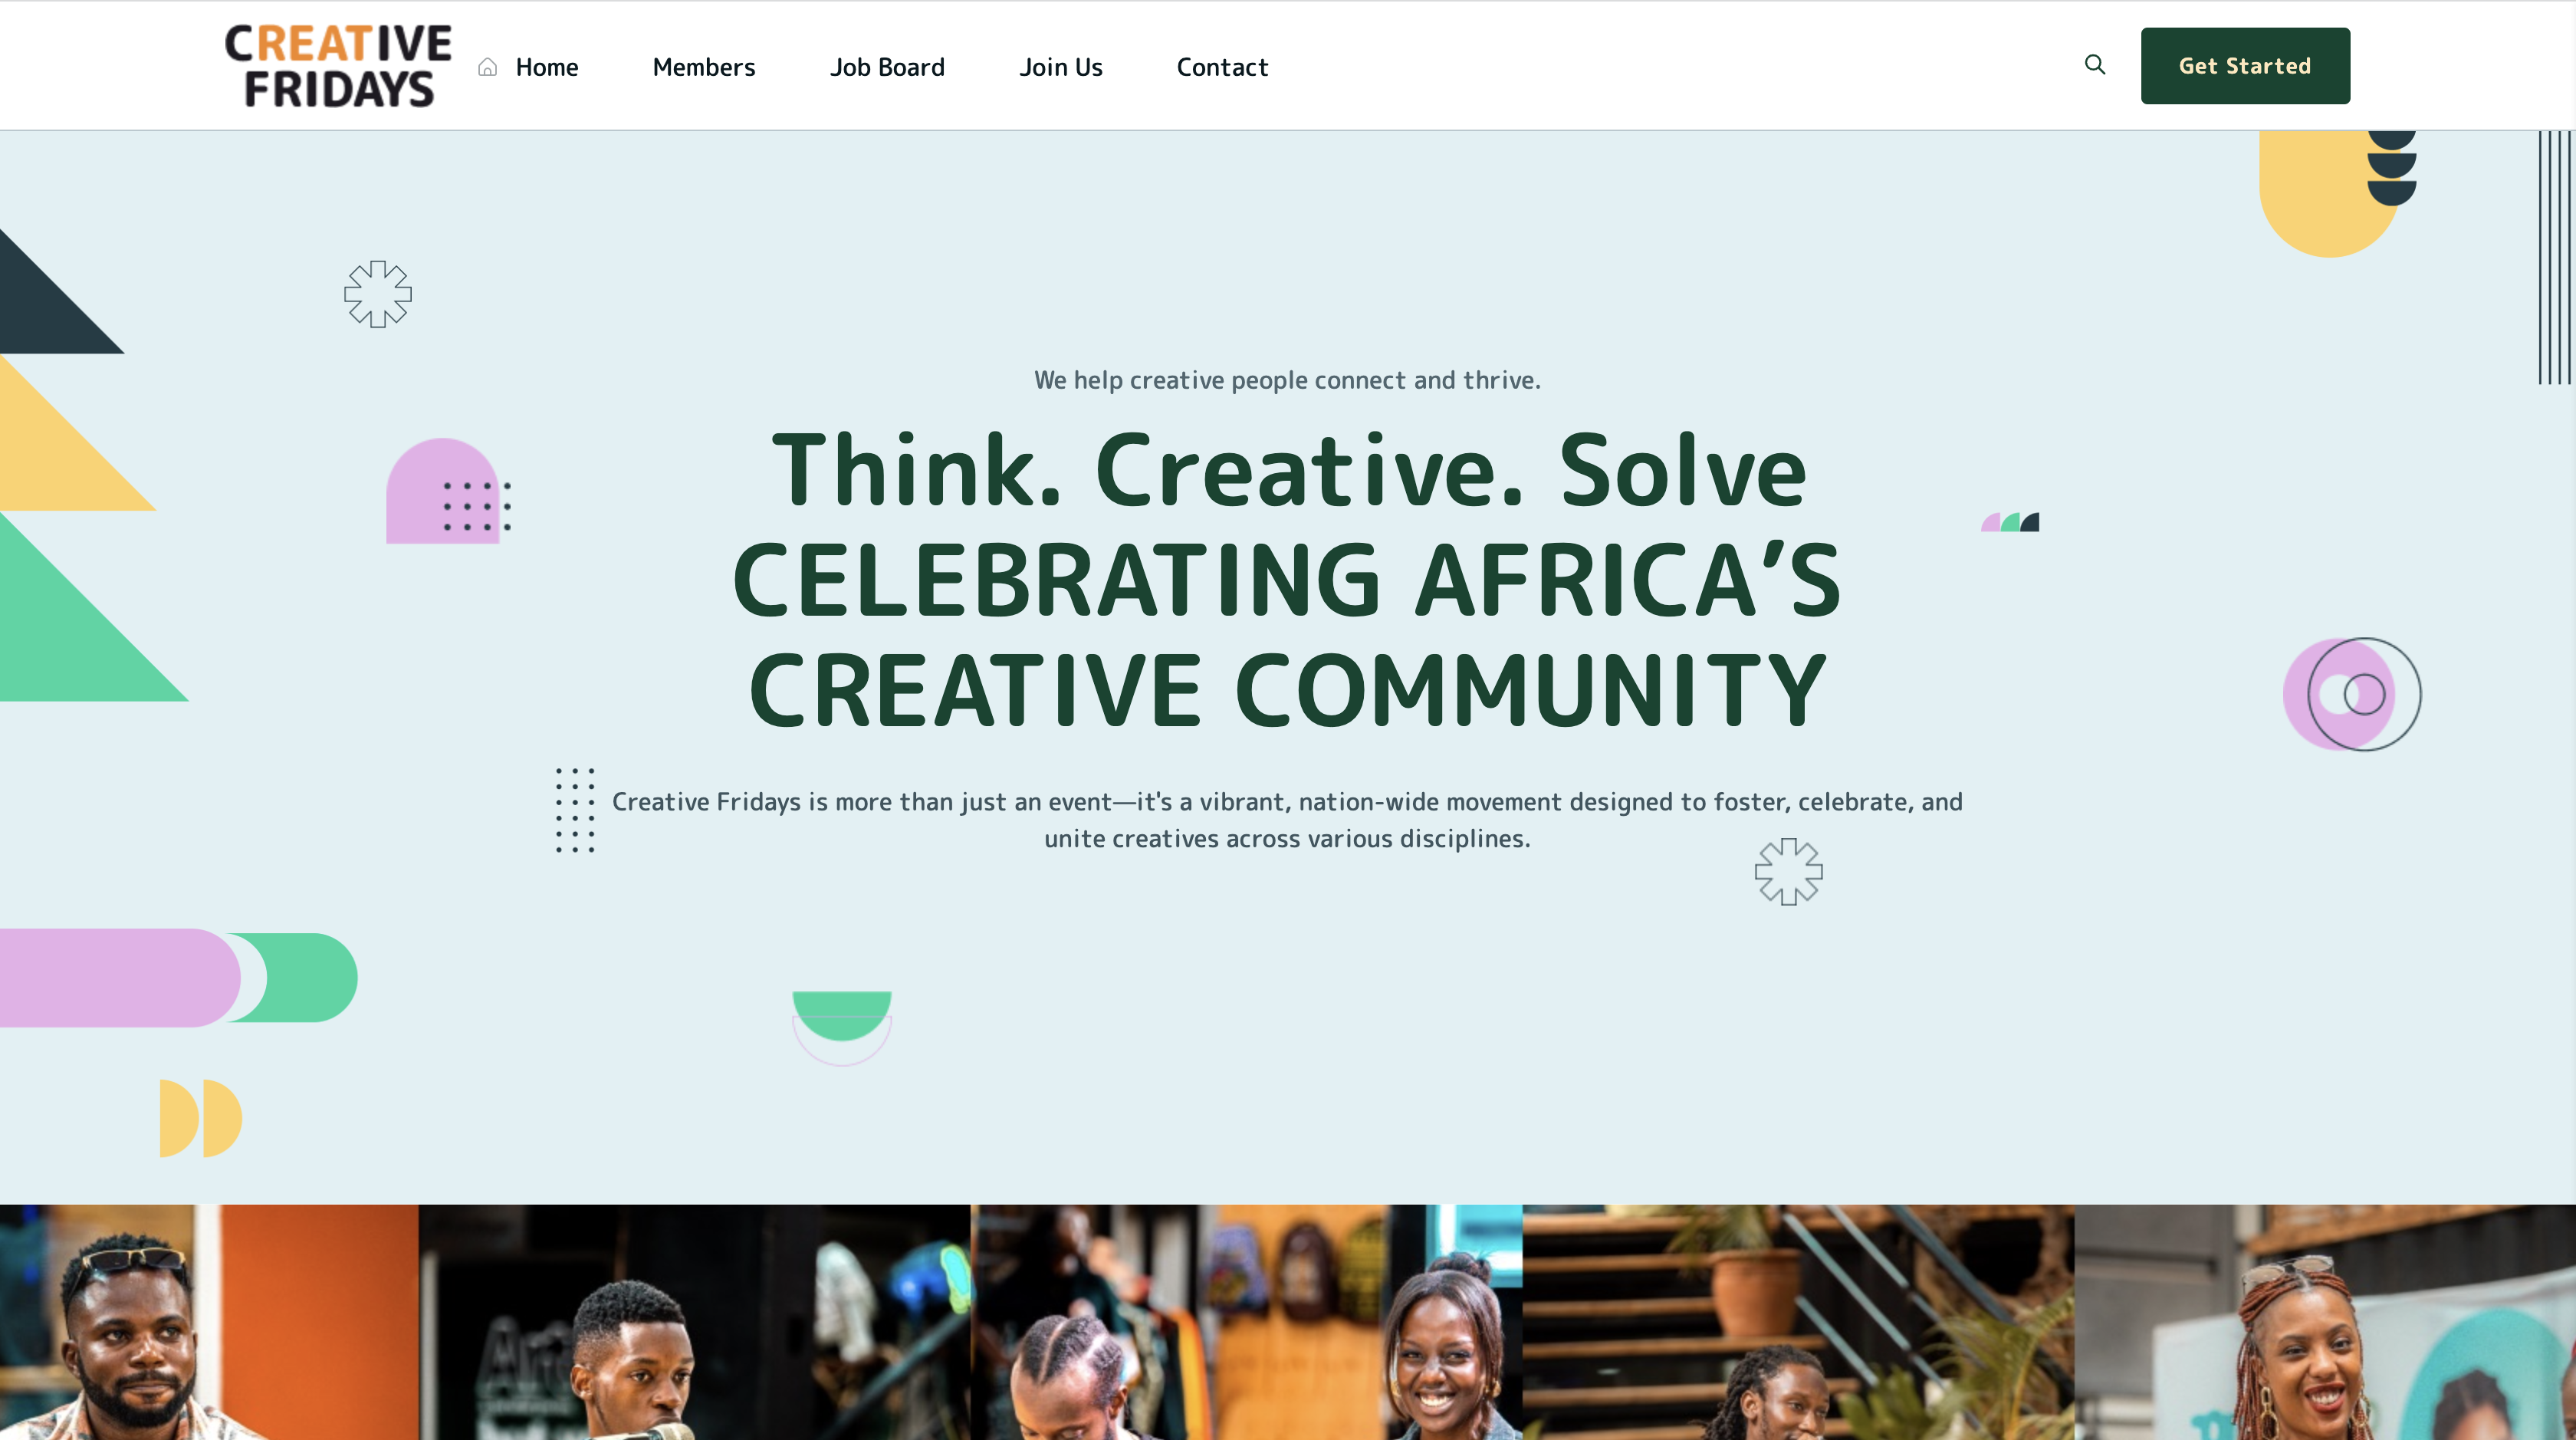 CREATIVE
FRIDAYS
Home
Members
Job Board
Join Us
Contact
Get Started
We help creative people connect and thrive.
Think. Creative. Solve
CELEBRATING AFRICA’S
CREATIVE COMMUNITY
Creative Fridays is more than just an event—it's a vibrant, nation-wide movement designed to foster, celebrate, and
unite creatives across various disciplines.